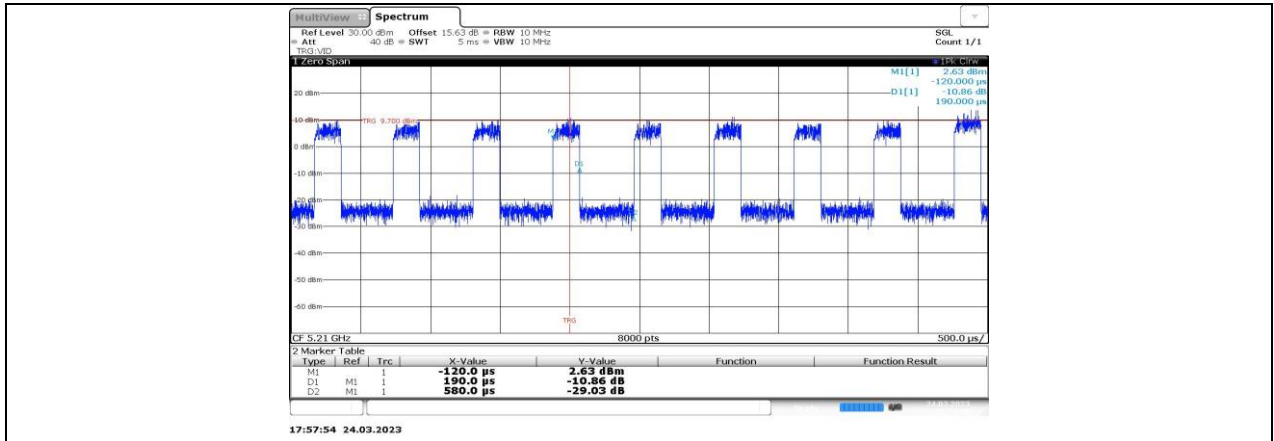 MultiView Spectrum
Ref Level 30.00 dBm Offset 15.63 dB RBW 10 MHz SGL
Att 40 dB SWT 5 ms VBW 10 MHz Count 1/1
TRG:VID
1 Zero Span 1Pk Clrw
M1[1] 2.63 dBm
-120.000 µs
20 dBm D1[1] -10.86 dB
190.000 µs
10 dBm TRG 9.700 dBm
0 dBm
D1
-10 dBm
-20 dBm
-30 dBm
-40 dBm
-50 dBm
-60 dBm
TRG
CF 5.21 GHz 8000 pts 500.0 µs/
2 Marker Table
Type Ref Trc X-Value Y-Value Function Function Result
M1 1 -120.0 µs 2.63 dBm
D1 M1 1 190.0 µs -10.86 dB
D2 M1 1 580.0 µs -29.03 dB
17:57:54 24.03.2023